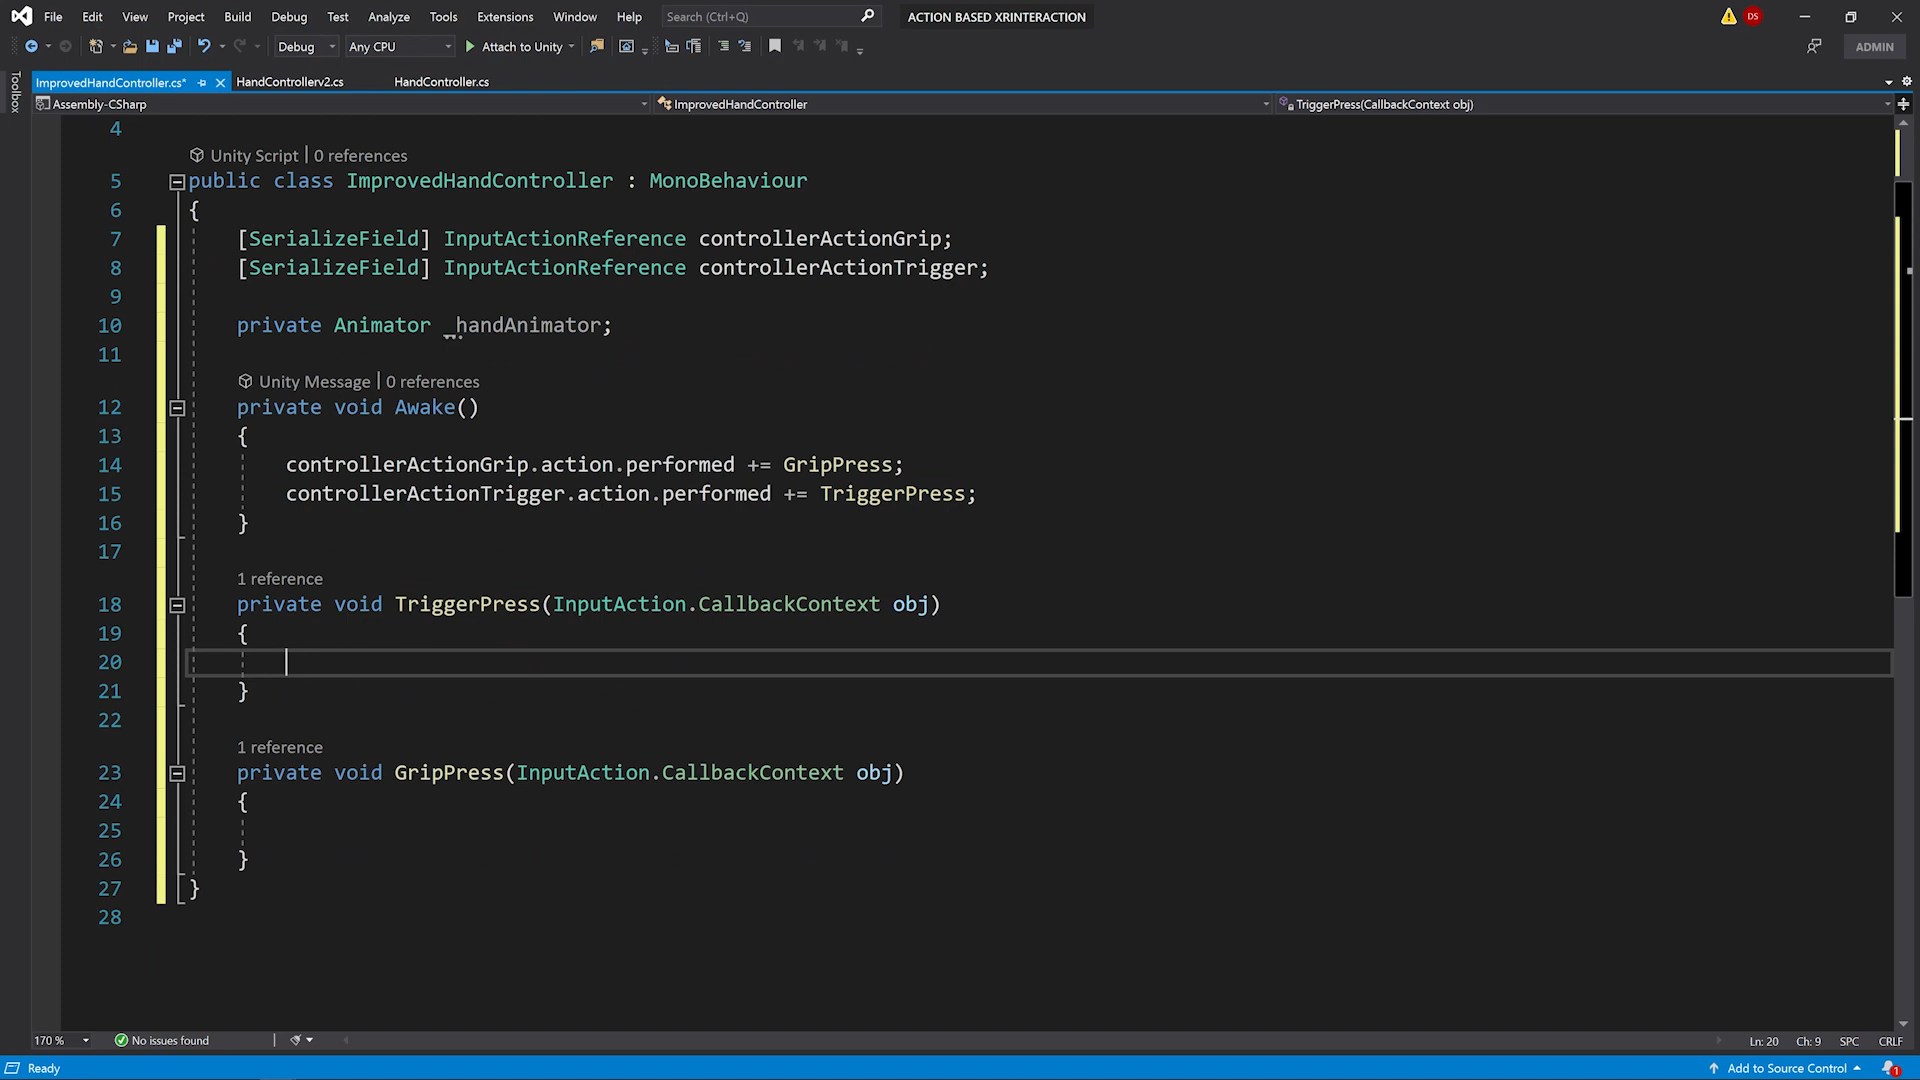 File Edit View Project Build Debug Test Analyze Tools Extensions Window Help Search (Ctrl+Q) ACTION BASED XRINTERACTION DS
Debug Any CPU Attach to Unity ADMIN
Toolbox
ImprovedHandController.cs* HandControllerv2.cs HandController.cs
Assembly-CSharp ImprovedHandController TriggerPress(CallbackContext obj)
4
Unity Script | 0 references
5 public class ImprovedHandController : MonoBehaviour
6 {
7 [SerializeField] InputActionReference controllerActionGrip;
8 [SerializeField] InputActionReference controllerActionTrigger;
9
10 private Animator _handAnimator;
11
Unity Message | 0 references
12 private void Awake()
13 {
14 controllerActionGrip.action.performed += GripPress;
15 controllerActionTrigger.action.performed += TriggerPress;
16 }
17
1 reference
18 private void TriggerPress(InputAction.CallbackContext obj)
19 {
20
21 }
22
1 reference
23 private void GripPress(InputAction.CallbackContext obj)
24 {
25
26 }
27 }
28
170 % No issues found Ln: 20 Ch: 9 SPC CRLF
Ready Add to Source Control 1